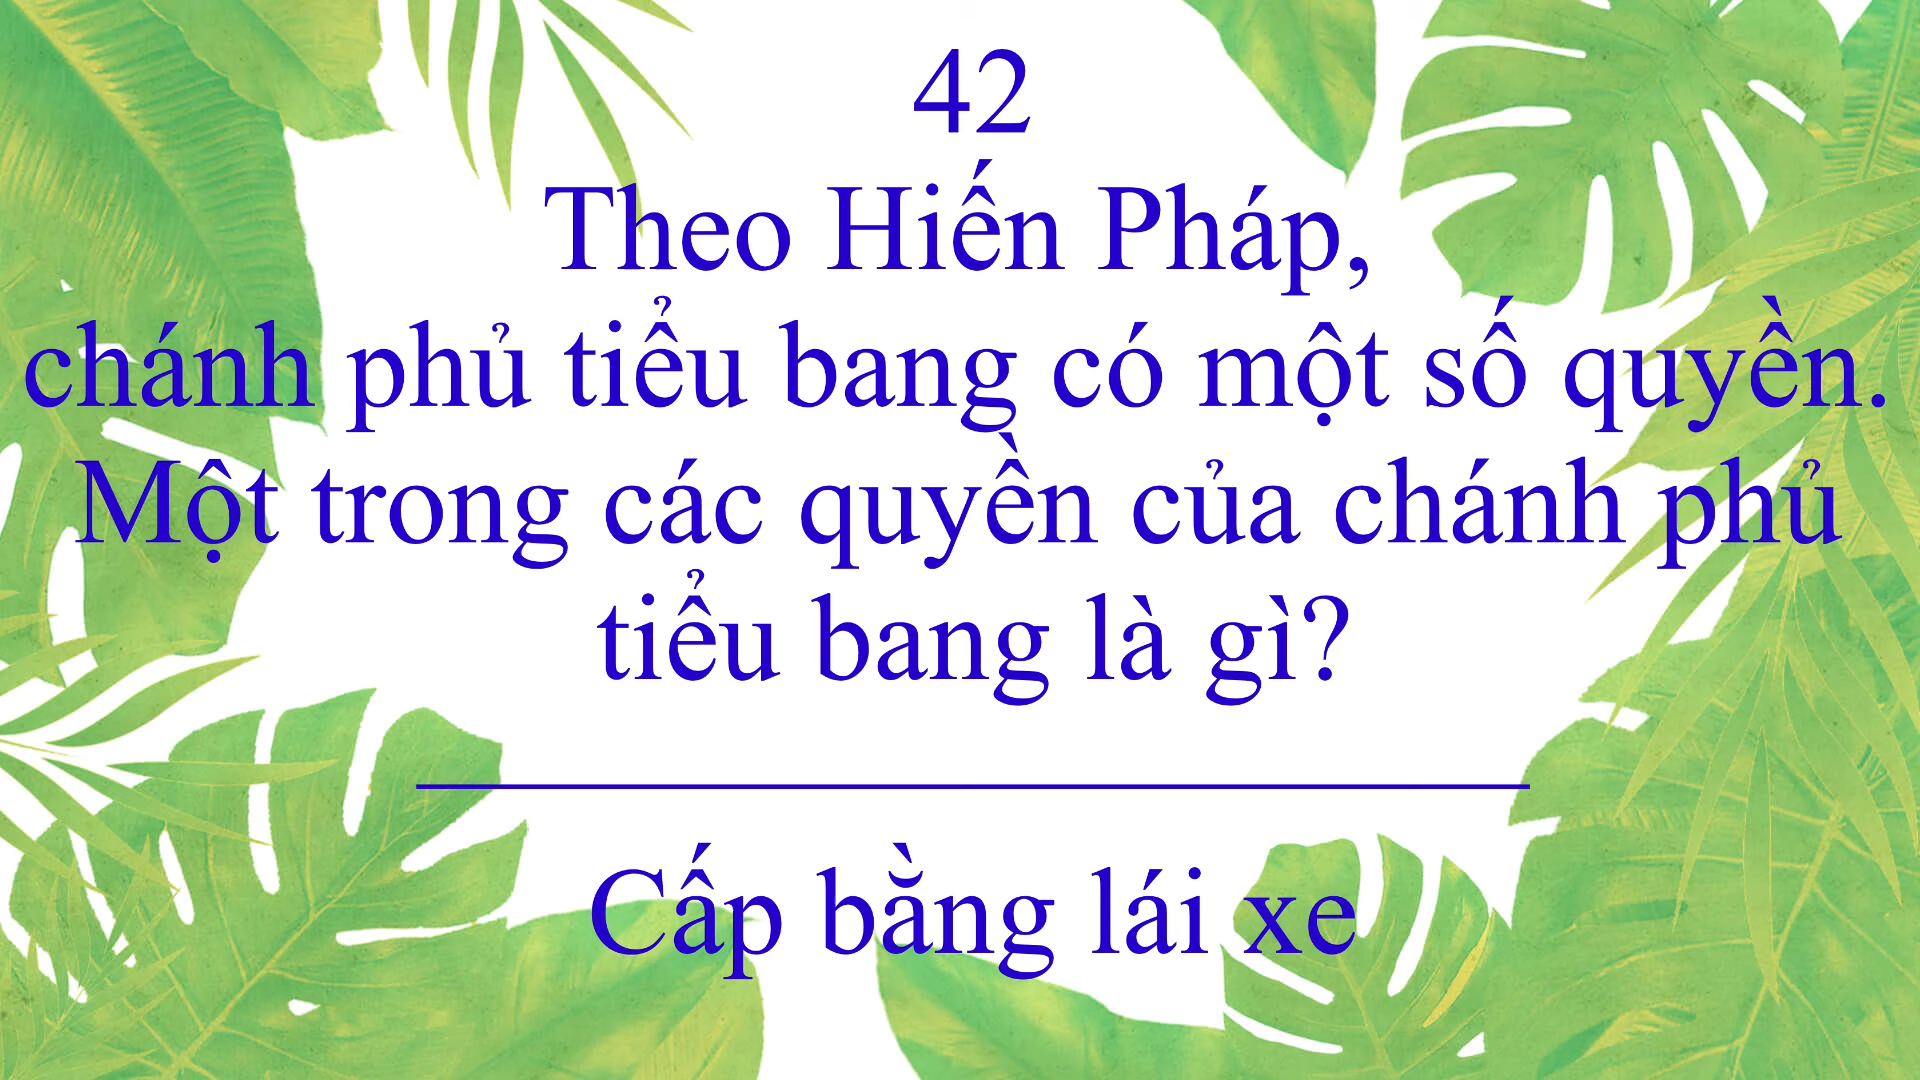 42
Theo Hiến Pháp,
chánh phủ tiểu bang có một số quyền.
Một trong các quyền của chánh phủ
tiểu bang là gì?
Cấp bằng lái xe